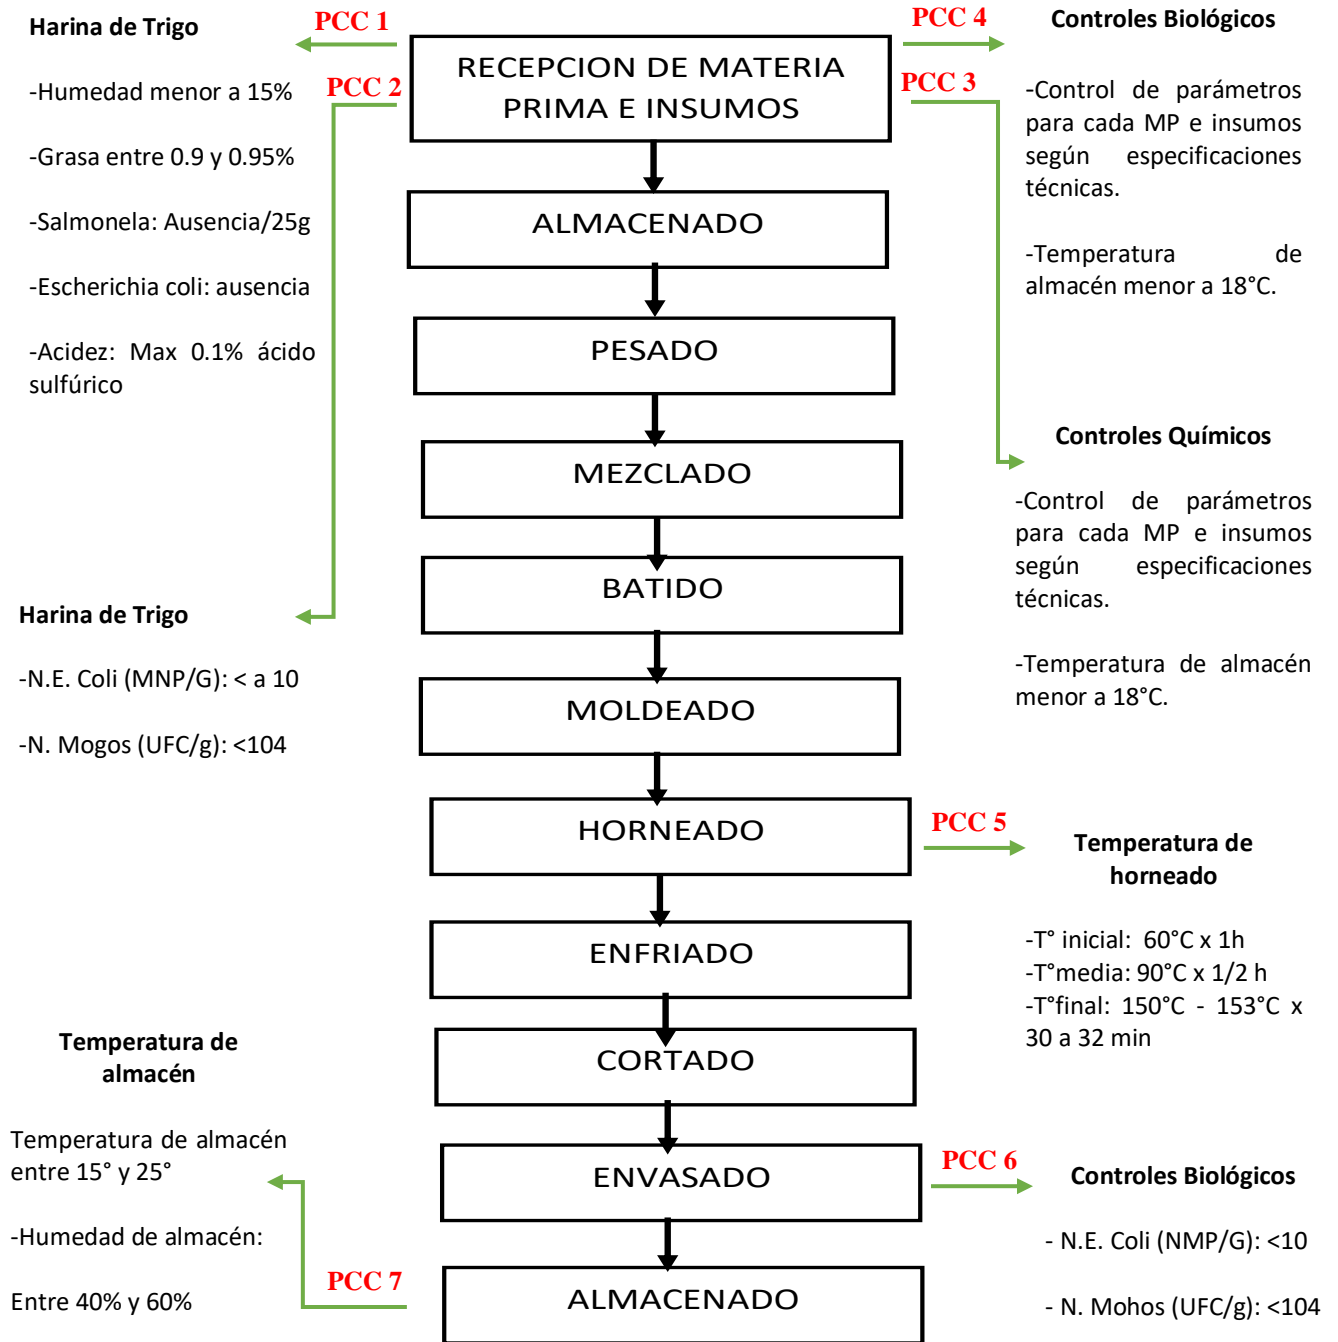 Harina de Trigo
-Humedad menor a 15%
-Grasa entre 0.9 y 0.95%
-Salmonela: Ausencia/25g
-Escherichia coli: ausencia
-Acidez: Max 0.1% ácido
sulfúrico
PCC 1
PCC 2
PCC 4
PCC 3
RECEPCION DE MATERIA
PRIMA E INSUMOS
Controles Biológicos
-Control de parámetros
para cada MP e insumos
según especificaciones
técnicas.
-Temperatura de
almacén menor a 18°C.
ALMACENADO
PESADO
MEZCLADO
Controles Químicos
-Control de parámetros
para cada MP e insumos
según especificaciones
técnicas.
-Temperatura de almacén
menor a 18°C.
BATIDO
Harina de Trigo
-N.E. Coli (MNP/G): < a 10
-N. Mogos (UFC/g): <104
MOLDEADO
HORNEADO
PCC 5
Temperatura de
horneado
-T° inicial: 60°C x 1h
-T°media: 90°C x 1/2 h
-T°final: 150°C - 153°C x
30 a 32 min
ENFRIADO
CORTADO
Temperatura de
almacén
Temperatura de almacén
entre 15° y 25°
-Humedad de almacén:
Entre 40% y 60%
ENVASADO
PCC 6
Controles Biológicos
- N.E. Coli (NMP/G): <10
- N. Mohos (UFC/g): <104
PCC 7
ALMACENADO